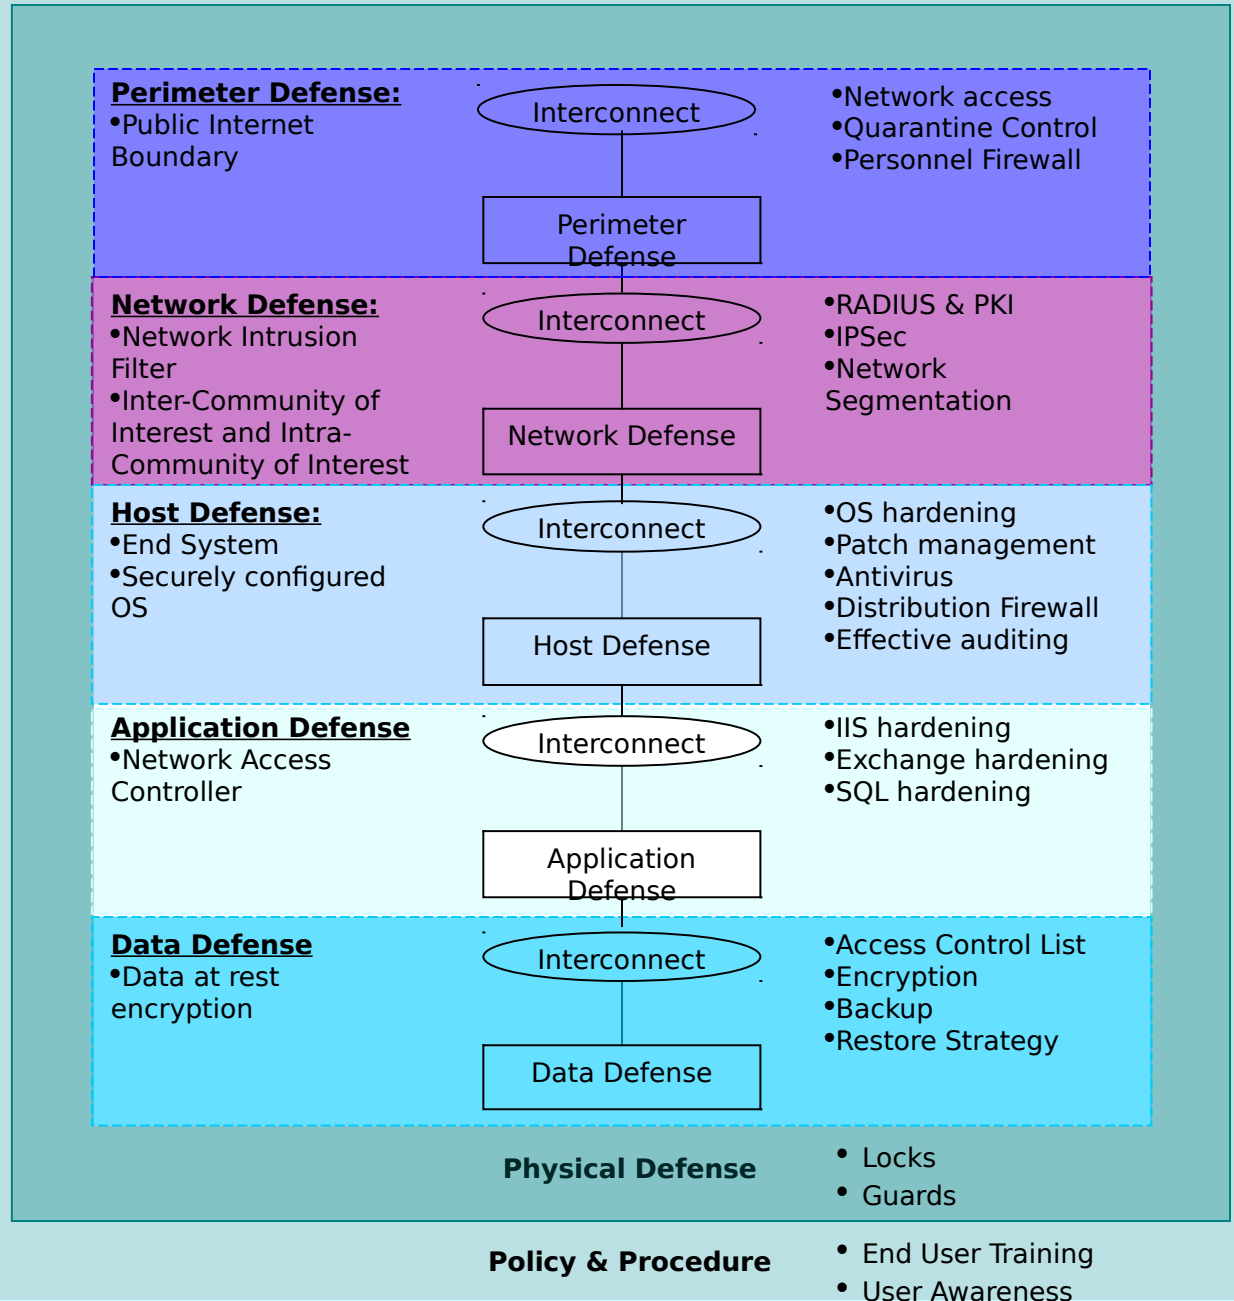 Perimeter Defense:
•Public Internet
Boundary
Interconnect
Perimeter
Defense
•Network access
•Quarantine Control
•Personnel Firewall
Network Defense:
•Network Intrusion
Filter
•Inter-Community of
Interest and Intra-
Community of Interest
Interconnect
Network Defense
•RADIUS & PKI
•IPSec
•Network
Segmentation
Host Defense:
•End System
•Securely configured
OS
Interconnect
Host Defense
•OS hardening
•Patch management
•Antivirus
•Distribution Firewall
•Effective auditing
Application Defense
•Network Access
Controller
Interconnect
Application
Defense
•IIS hardening
•Exchange hardening
•SQL hardening
Data Defense
•Data at rest
encryption
Interconnect
Data Defense
•Access Control List
•Encryption
•Backup
•Restore Strategy
Physical Defense
• Locks
• Guards
Policy & Procedure
• End User Training
• User Awareness